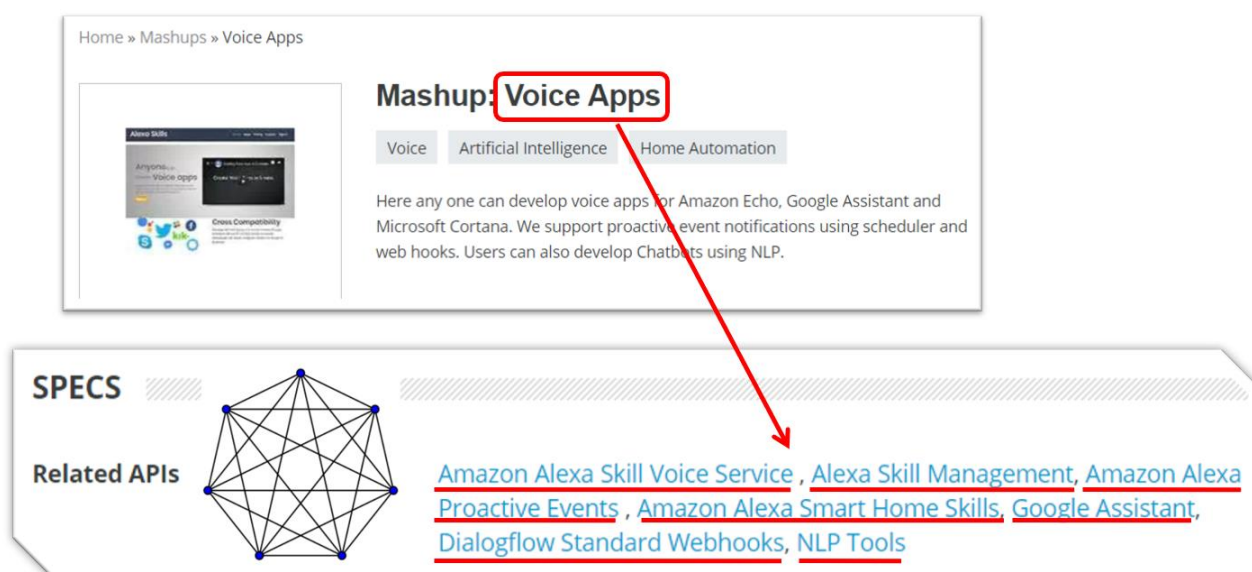 Home » Mashups » Voice Apps
Mashup: Voice Apps
Voice Artificial Intelligence Home Automation
Alexa Skills
Anyone
Voice apps
Cross Compatibility
Here any one can develop voice apps for Amazon Echo, Google Assistant and
Microsoft Cortana. We support proactive event notifications using scheduler and
web hooks. Users can also develop Chatbots using NLP.
SPECS
Related APIs
Amazon Alexa Skill Voice Service , Alexa Skill Management, Amazon Alexa
Proactive Events , Amazon Alexa Smart Home Skills, Google Assistant,
Dialogflow Standard Webhooks, NLP Tools